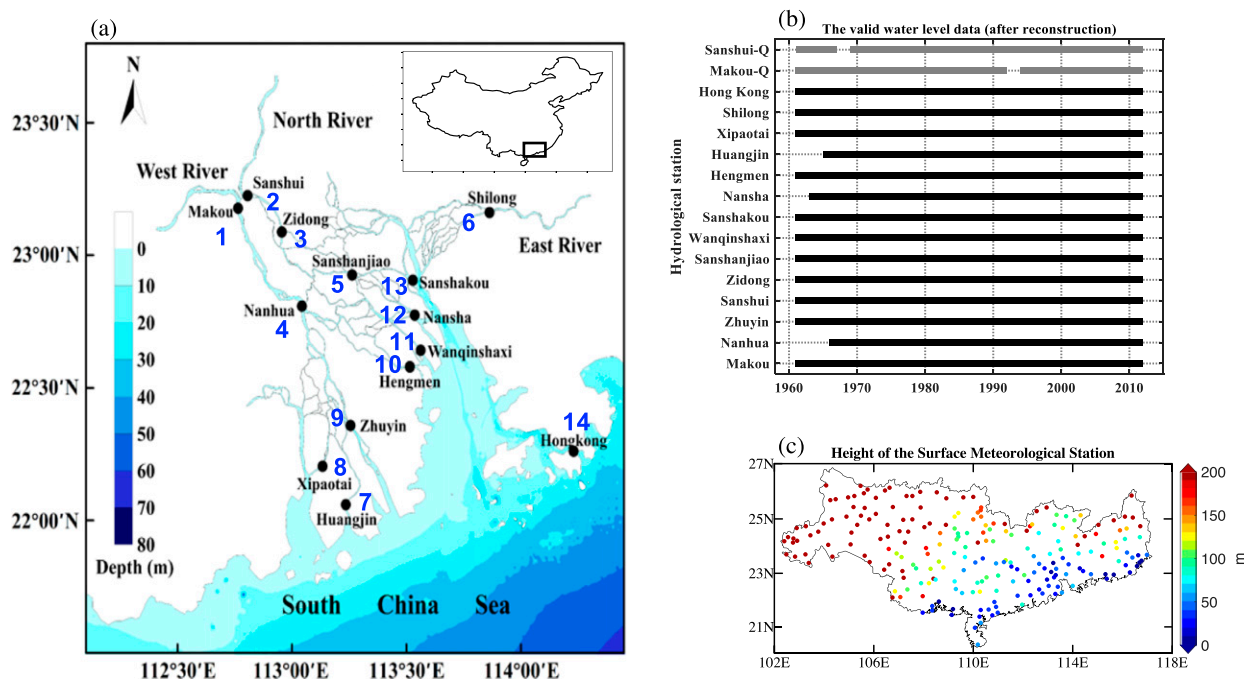 (a)
N
North River
West River
East River
Sanshui
2
Makou
1
Zidong
3
Shilong
6
Sanshanjiao
5
13
Sanshakou
Nanhua
4
12
Nansha
11
Wanqinshaxi
10
Hengmen
9
Zhuyin
14
Hongkong
8
Xipaotai
7
Huangjin
0
10
20
30
40
50
60
70
80
Depth (m)
South China Sea
23°30′N
23°00′N
22°30′N
22°00′N
112°30′E
113°00′E
113°30′E
114°00′E
(b)
The valid water level data (after reconstruction)
Hydrological station
Sanshui-Q
Makou-Q
Hong Kong
Shilong
Xipaotai
Huangjin
Hengmen
Nansha
Sanshakou
Wanqinshaxi
Sanshanjiao
Zidong
Sanshui
Zhuyin
Nanhua
Makou
1960 1970 1980 1992 2000 2010
(c)
Height of the Surface Meteorological Station
27N
25N
23N
21N
102E 106E 110E 114E 118E
200
150
100
50
0
m